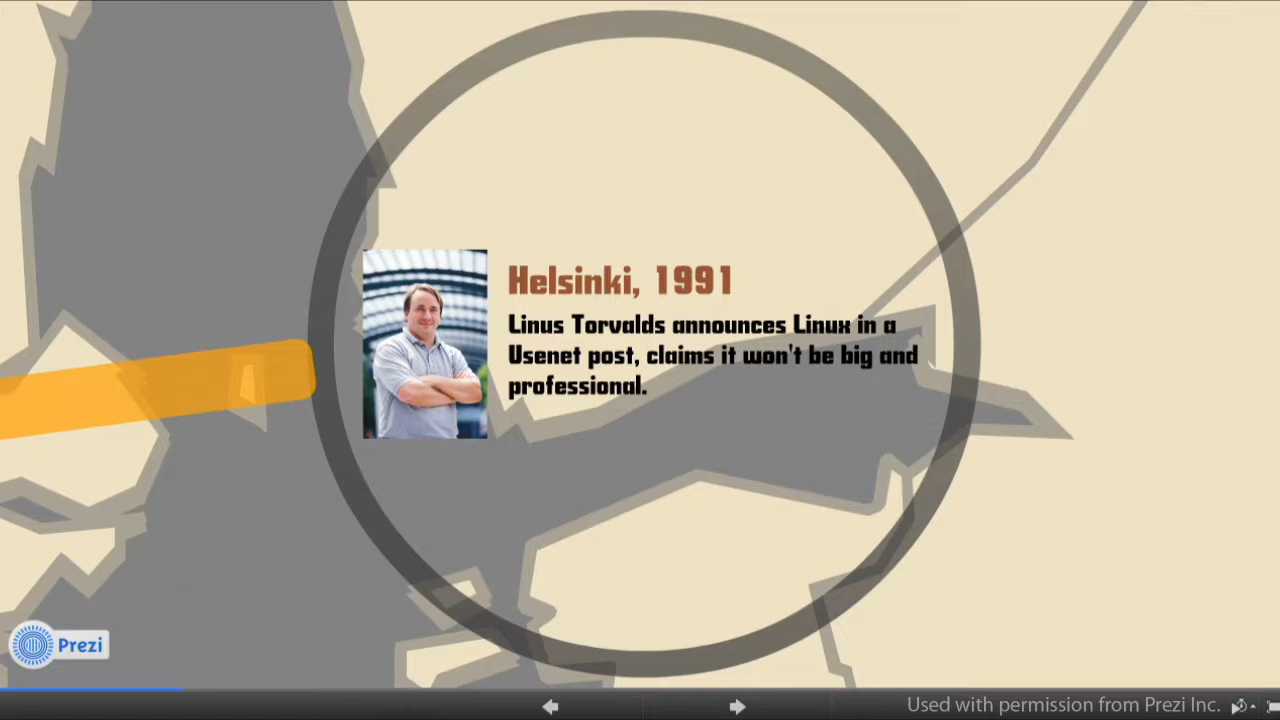 Helsinki, 1991
Linus Torvalds announces Linux in a
Usenet post, claims it won't be big and
professional.
Prezi
Used with permission from Prezi Inc.